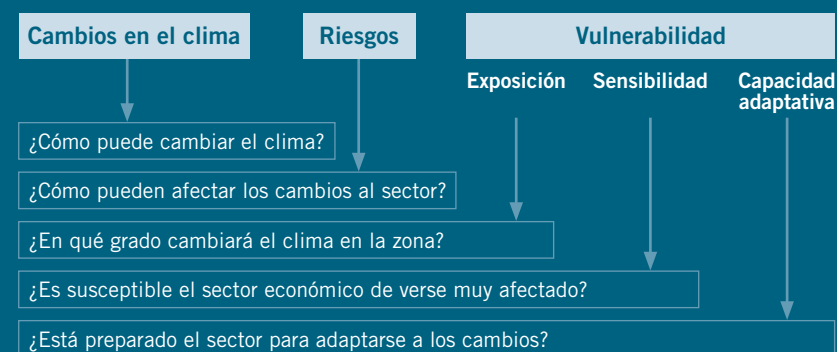 Cambios en el clima
Riesgos
Vulnerabilidad
Exposición
Sensibilidad
Capacidad
adaptativa
¿Cómo puede cambiar el clima?
¿Cómo pueden afectar los cambios al sector?
¿En qué grado cambiará el clima en la zona?
¿Es susceptible el sector económico de verse muy afectado?
¿Está preparado el sector para adaptarse a los cambios?